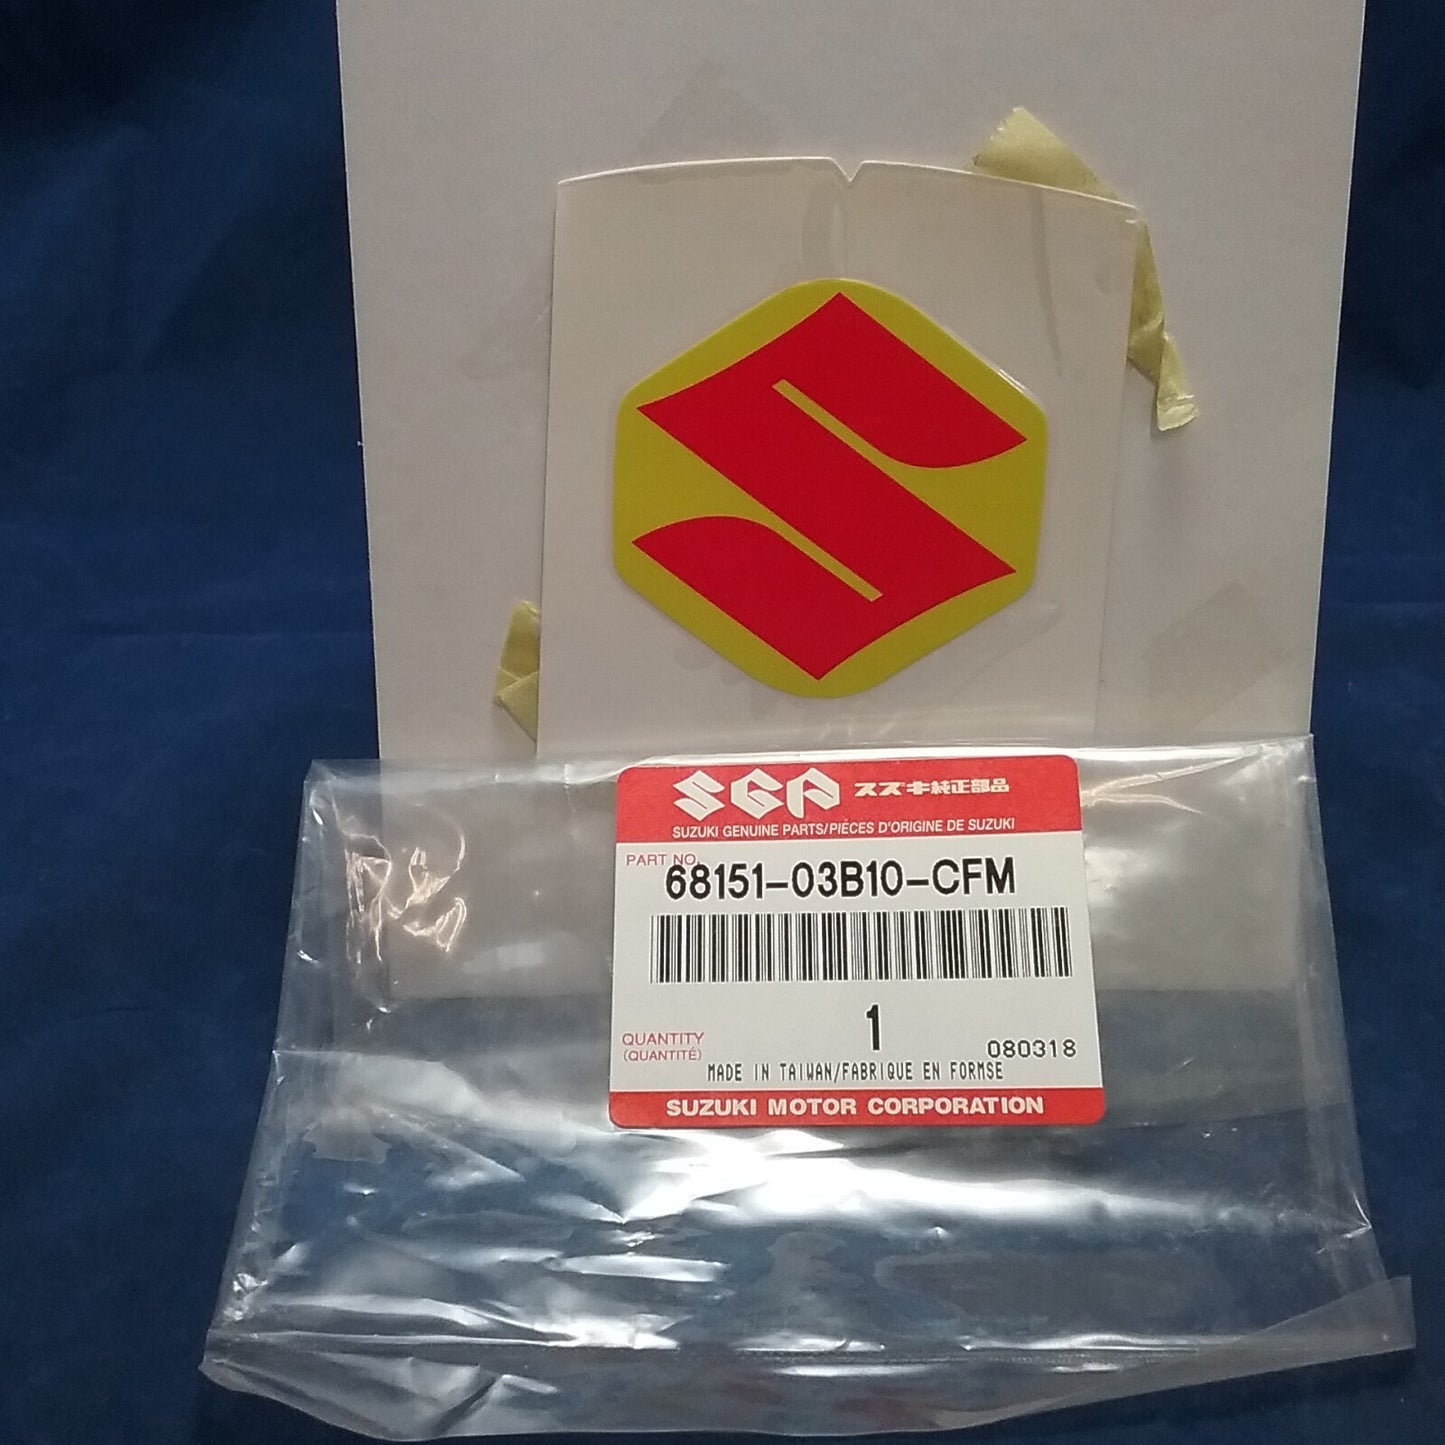 SGP スズキ純正部品
SUZUKI GENUINE PARTS/PIÈCES D'ORIGINE DE SUZUKI
PART NO.
68151-03B10-CFM
1
QUANTITY
(QUANTITÉ)
080318
MADE IN TAIWAN/FABRIQUE EN FORMSE
SUZUKI MOTOR CORPORATION